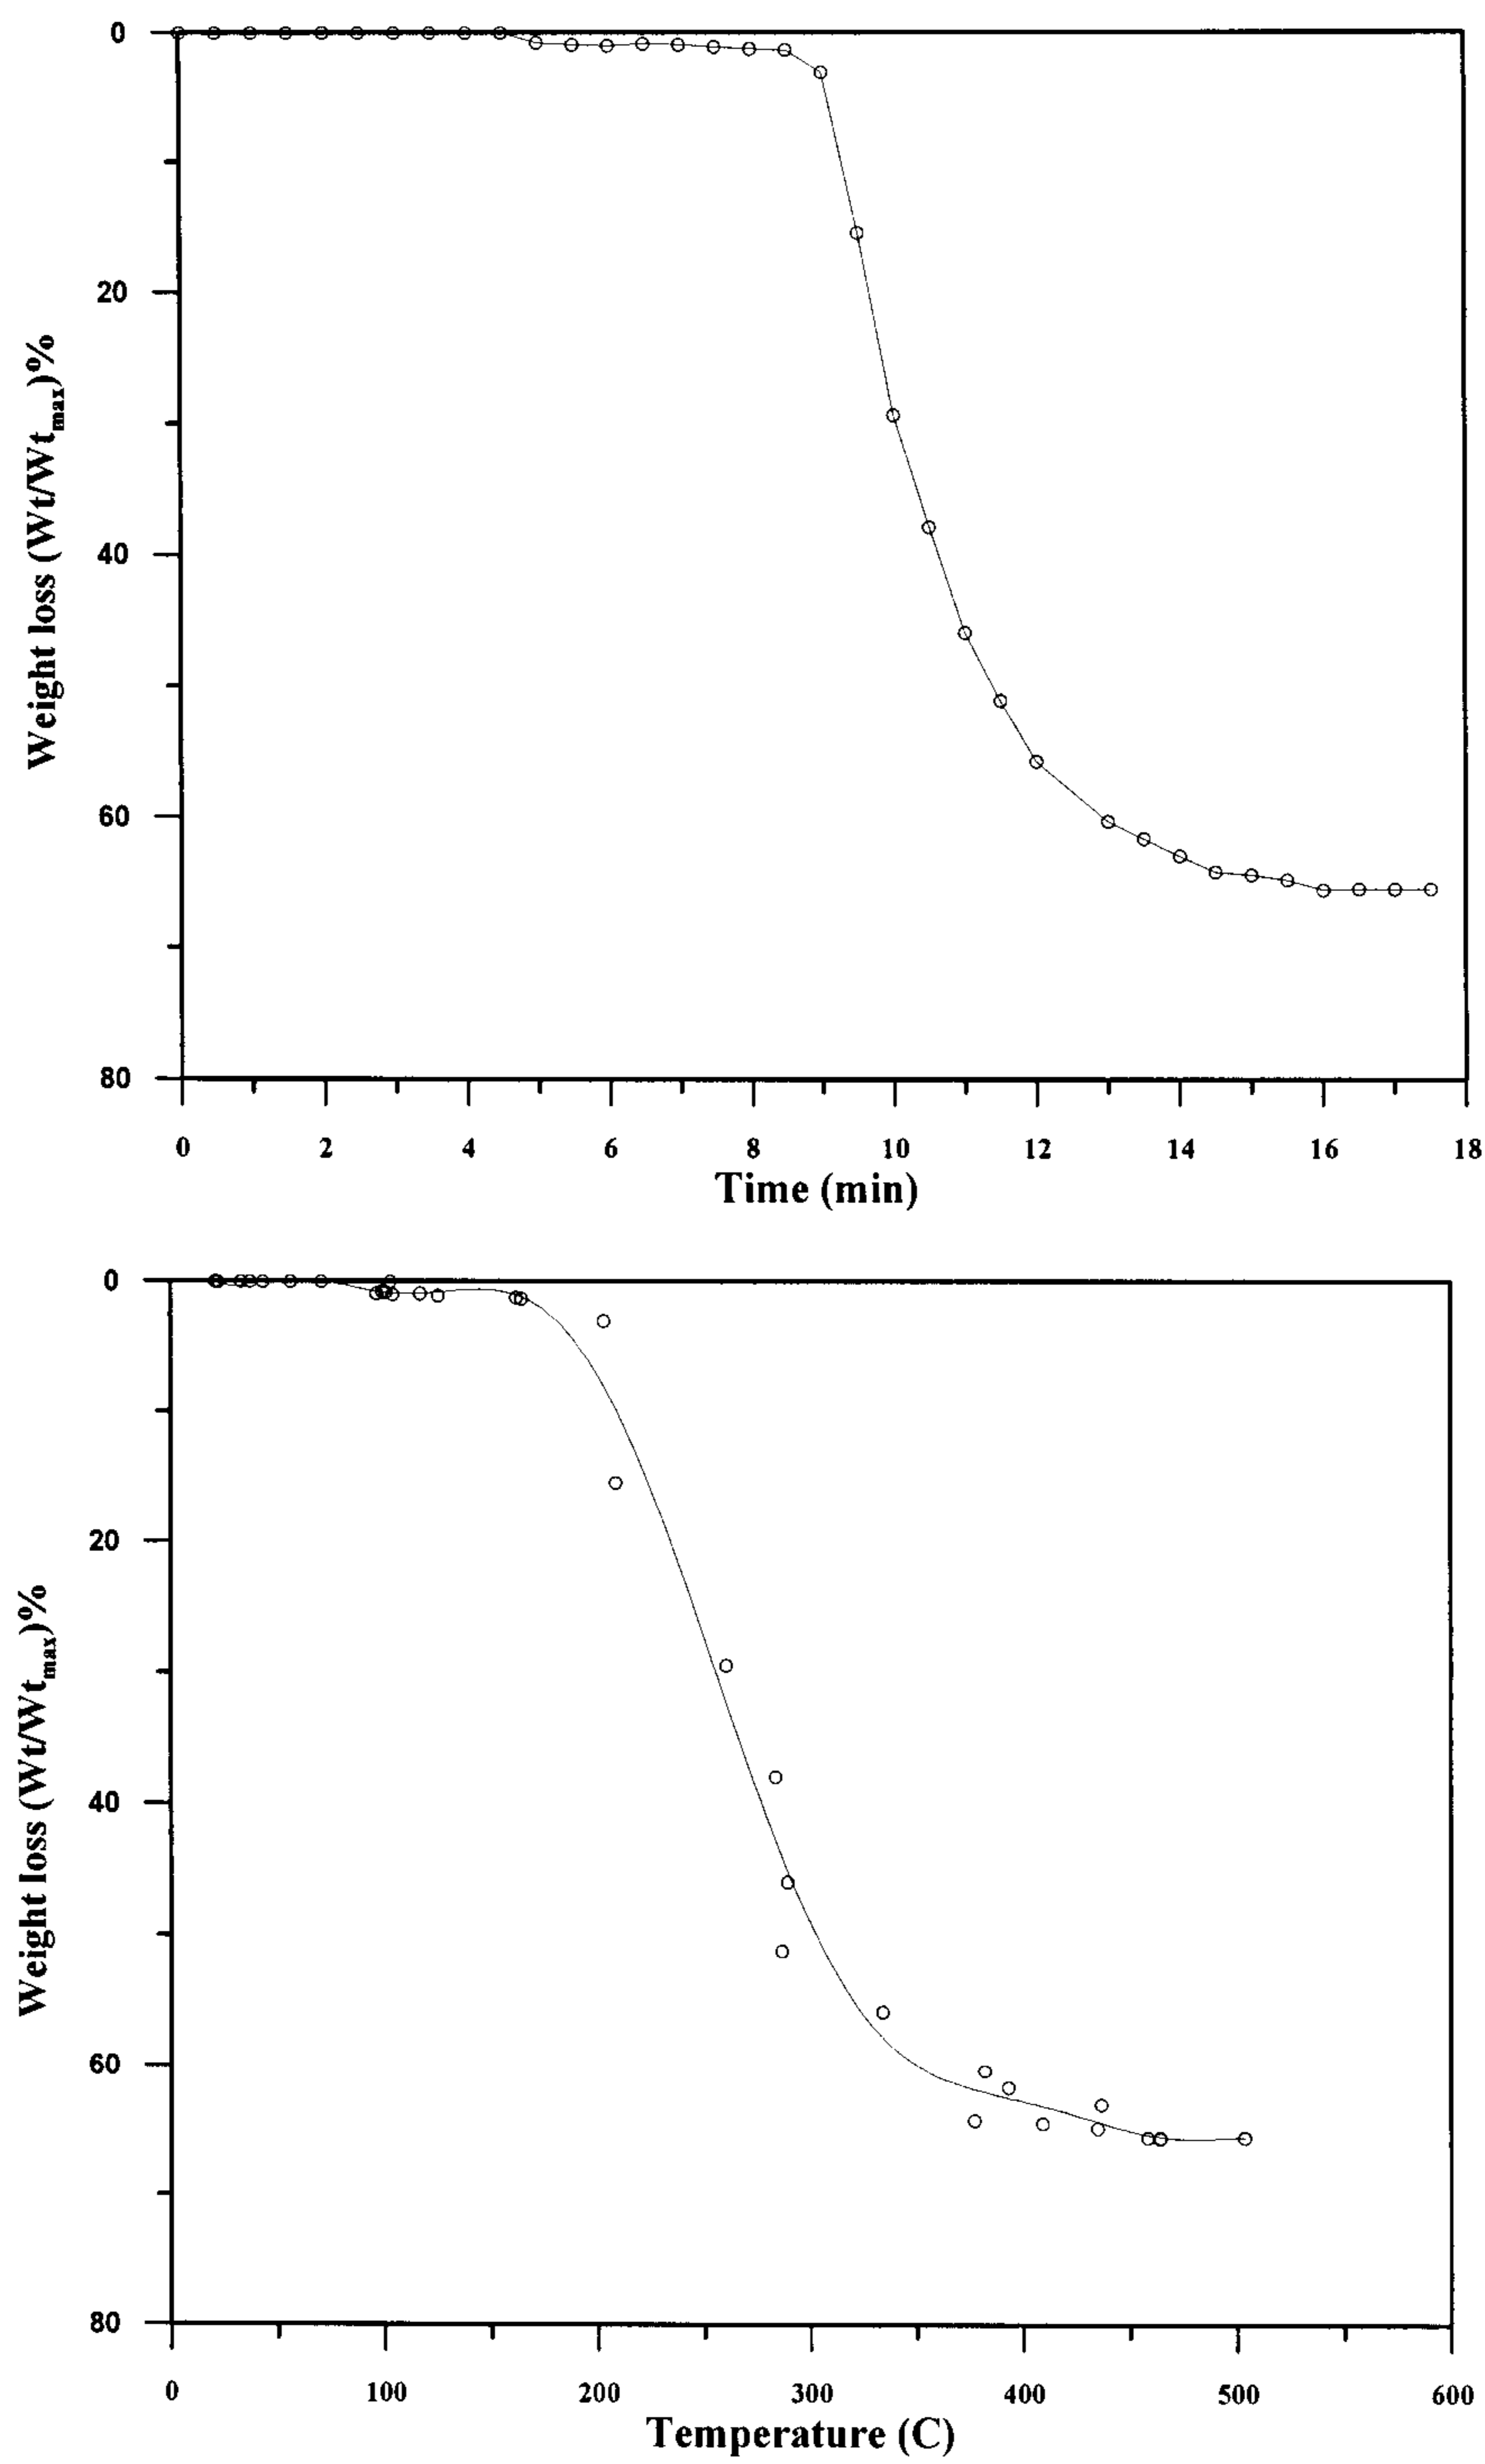 0
20
40
60
80
Weight loss (Wt/Wtmax)%
0 2 4 6 8 10 12 14 16 18
Time (min)
0
20
40
60
80
Weight loss (Wt/Wtmax)%
0 100 200 300 400 500 600
Temperature (C)